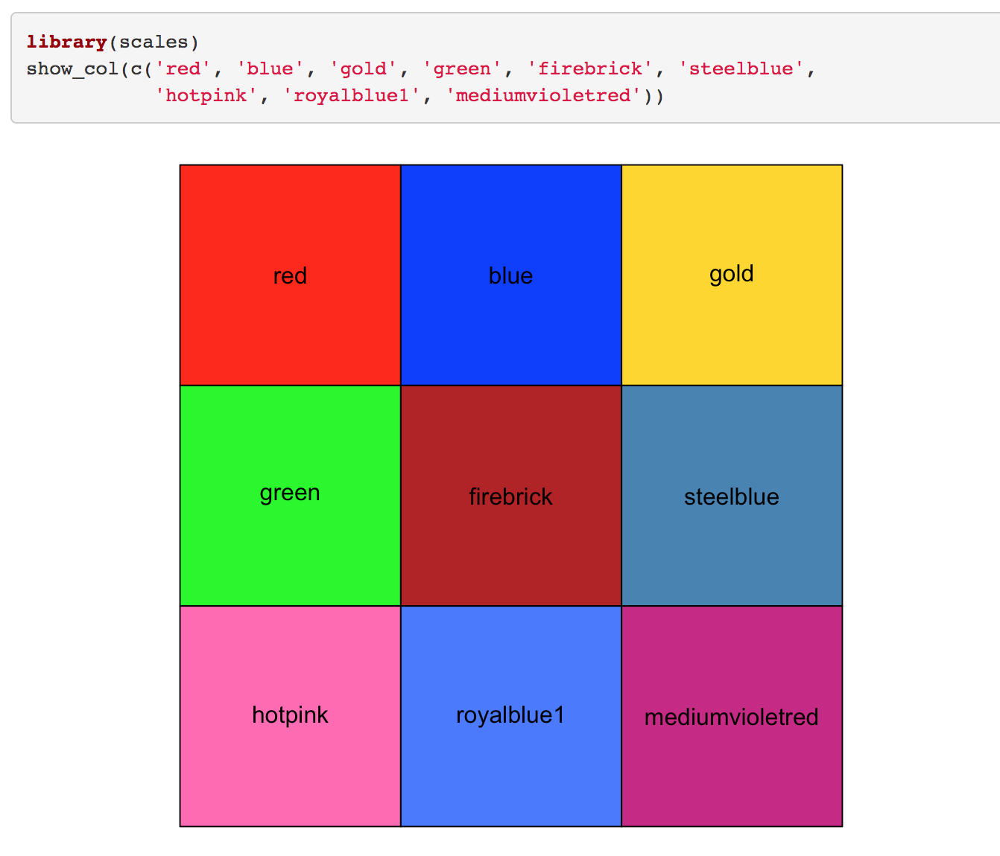 library(scales)
show_col(c('red', 'blue', 'gold', 'green', 'firebrick', 'steelblue',
'hotpink', 'royalblue1', 'mediumvioletred'))
red
blue
gold
green
firebrick
steelblue
hotpink
royalblue1
mediumvioletred